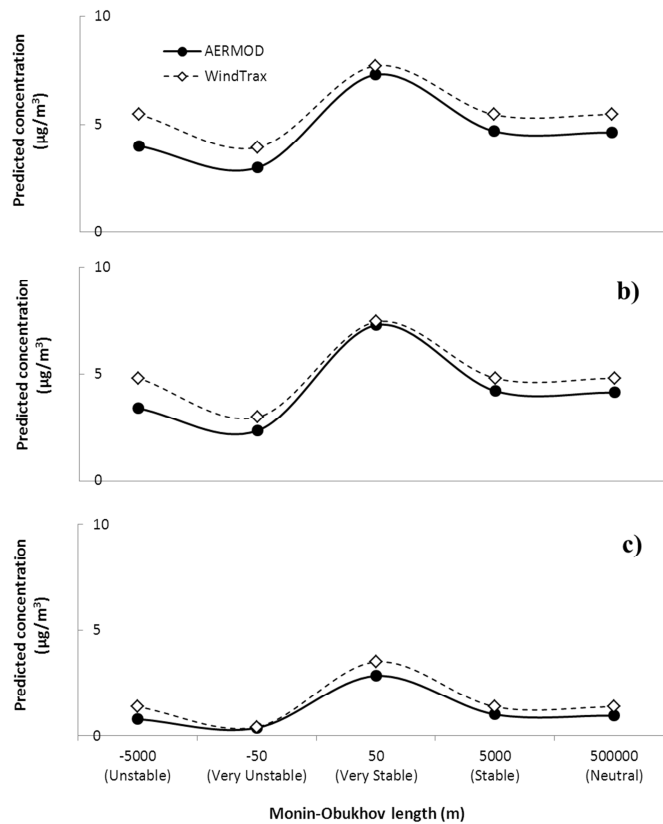 10
AERMOD
WindTrax
Predicted concentration
(µg/m³)
5
0
10
b)
Predicted concentration
(µg/m³)
5
0
10
c)
Predicted concentration
(µg/m³)
5
0
-5000 -50 50 5000 500000
(Unstable) (Very Unstable) (Very Stable) (Stable) (Neutral)
Monin-Obukhov length (m)